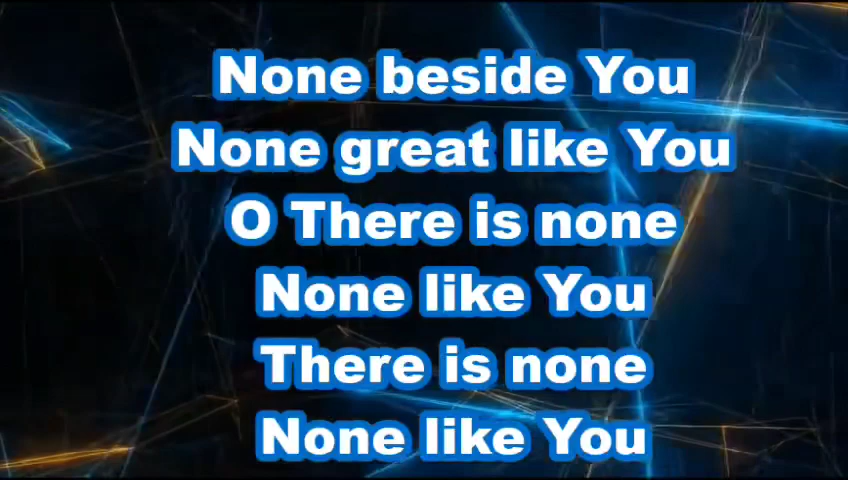 None beside You
None great like You
O There is none
None like You
There is none
None like You